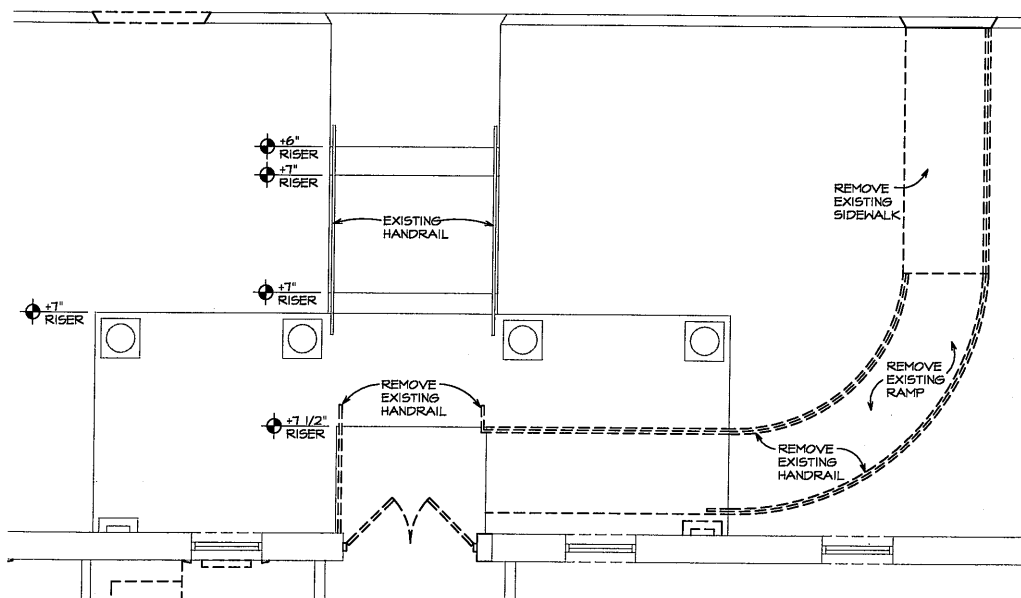 +6"
RISER
+7"
RISER
REMOVE
EXISTING
SIDEWALK
EXISTING
HANDRAIL
+7"
RISER
+7"
RISER
REMOVE
EXISTING
RAMP
REMOVE
EXISTING
HANDRAIL
+7 1/2"
RISER
REMOVE
EXISTING
HANDRAIL